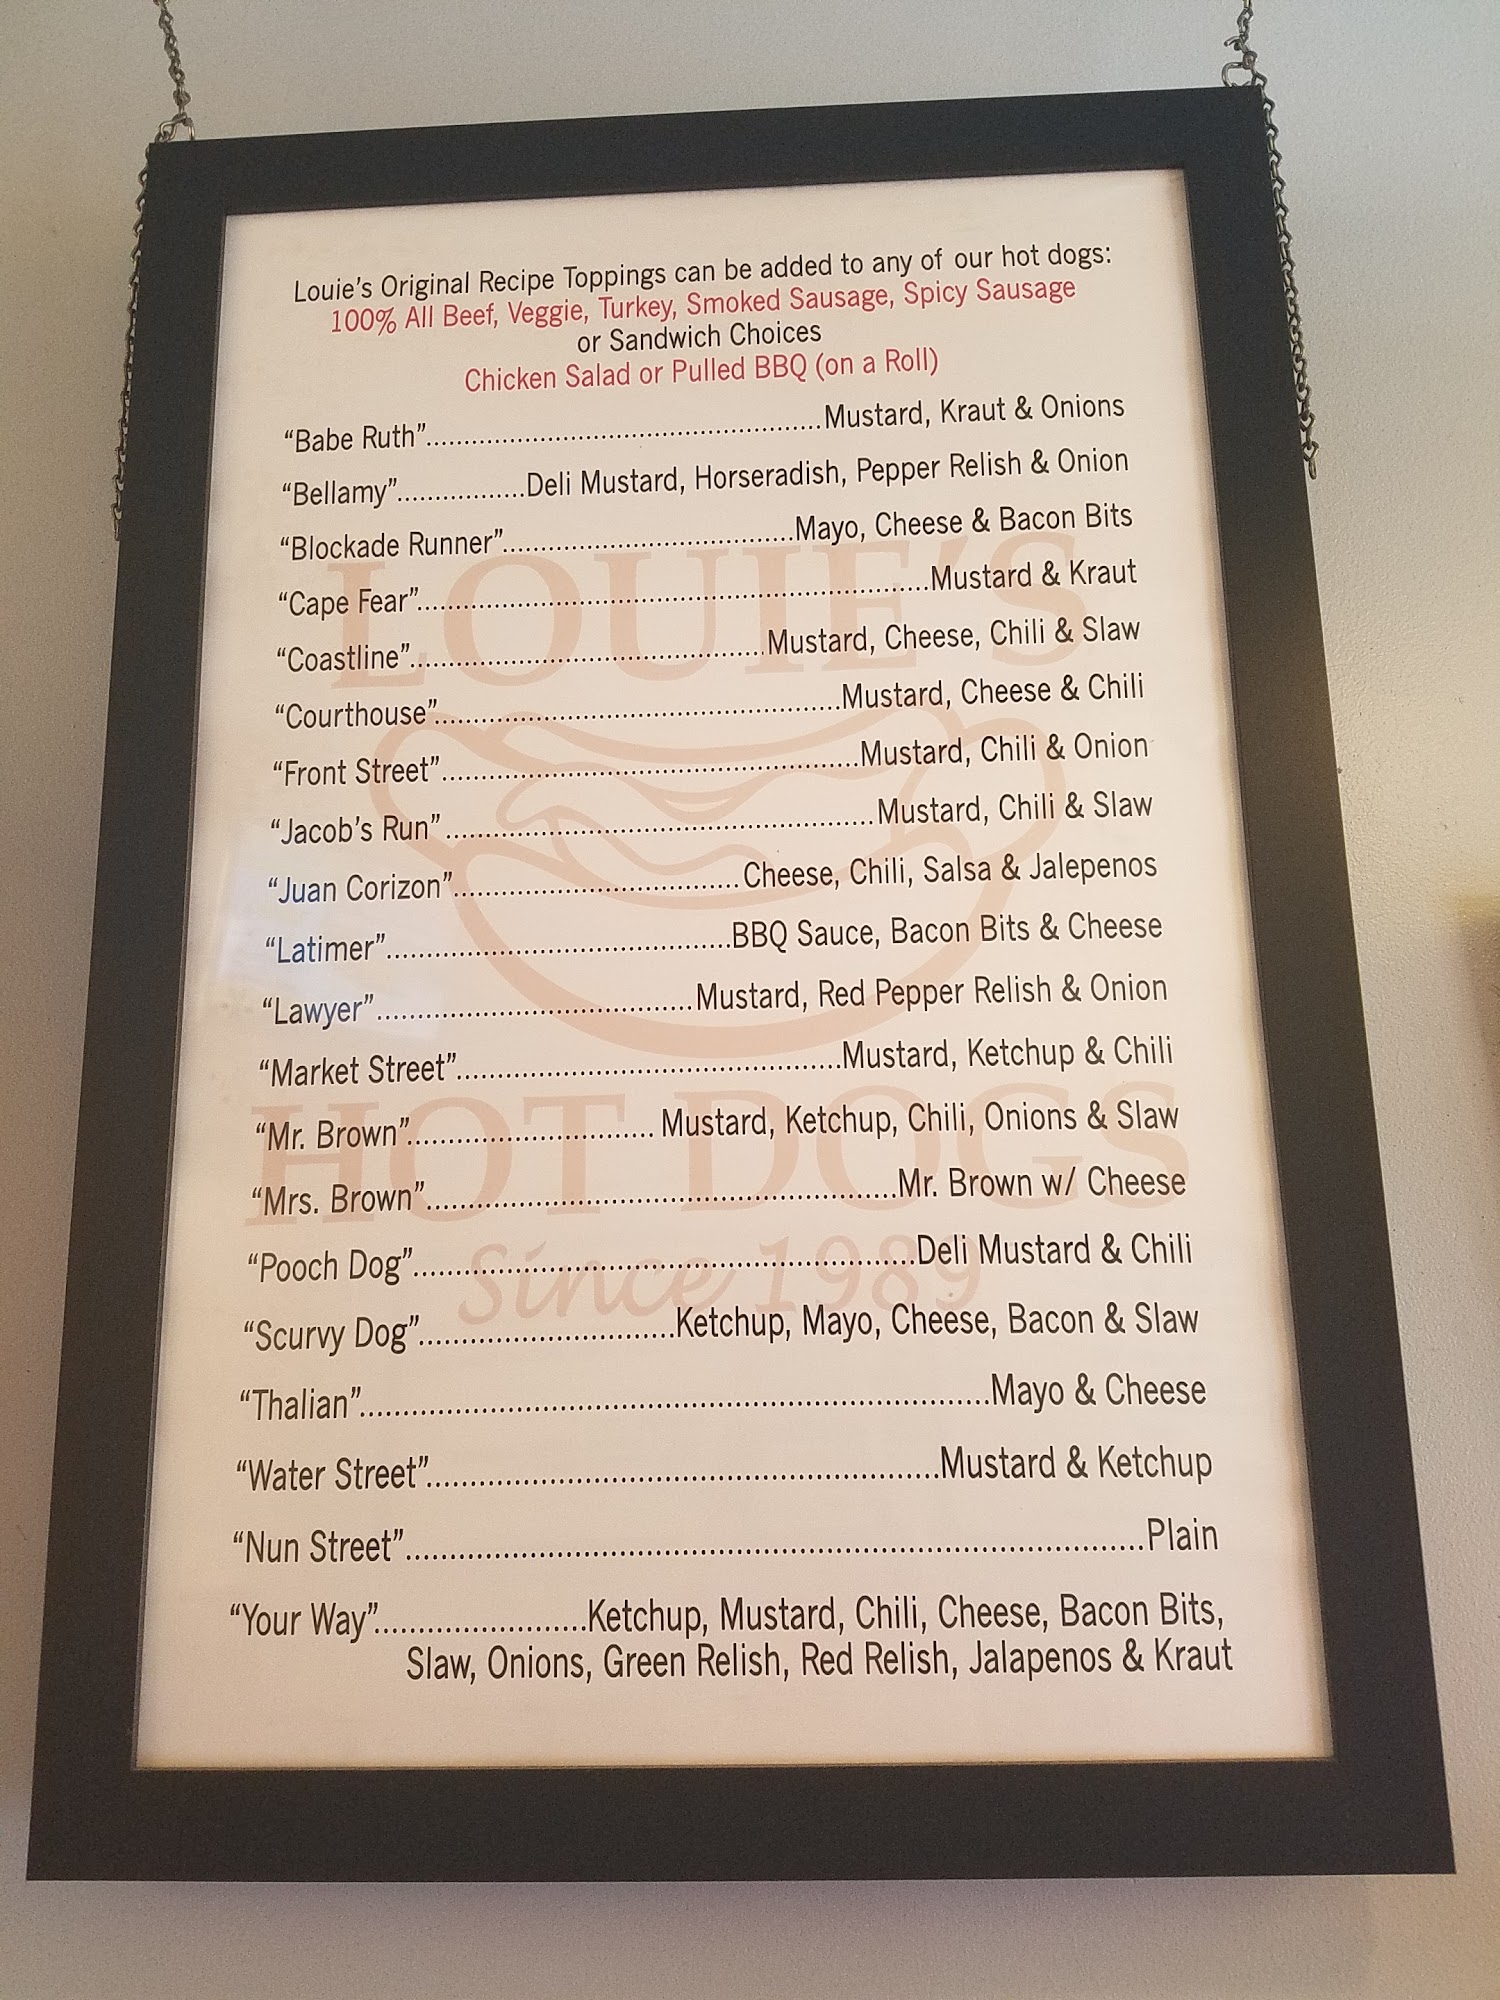 Louie's Original Recipe Toppings can be added to any of our hot dogs:
100% All Beef, Veggie, Turkey, Smoked Sausage, Spicy Sausage
or Sandwich Choices
Chicken Salad or Pulled BBQ (on a Roll)
“Babe Ruth”..........Mustard, Kraut & Onions
“Bellamy”..........Deli Mustard, Horseradish, Pepper Relish & Onion
“Blockade Runner”..........Mayo, Cheese & Bacon Bits
“Cape Fear”..........Mustard & Kraut
“Coastline”..........Mustard, Cheese, Chili & Slaw
“Courthouse”..........Mustard, Cheese & Chili
“Front Street”..........Mustard, Chili & Onion
“Jacob's Run”..........Mustard, Chili & Slaw
“Juan Corizon”..........Cheese, Chili, Salsa & Jalepenos
“Latimer”..........BBQ Sauce, Bacon Bits & Cheese
“Lawyer”..........Mustard, Red Pepper Relish & Onion
“Market Street”..........Mustard, Ketchup & Chili
“Mr. Brown”..........Mustard, Ketchup, Chili, Onions & Slaw
“Mrs. Brown”..........Mr. Brown w/ Cheese
“Pooch Dog”..........Deli Mustard & Chili
“Scurvy Dog”..........Ketchup, Mayo, Cheese, Bacon & Slaw
“Thalian”..........Mayo & Cheese
“Water Street”..........Mustard & Ketchup
“Nun Street”..........Plain
“Your Way”..........Ketchup, Mustard, Chili, Cheese, Bacon Bits,
Slaw, Onions, Green Relish, Red Relish, Jalapenos & Kraut
LOUIE'S
HOT DOGS
Since 1989